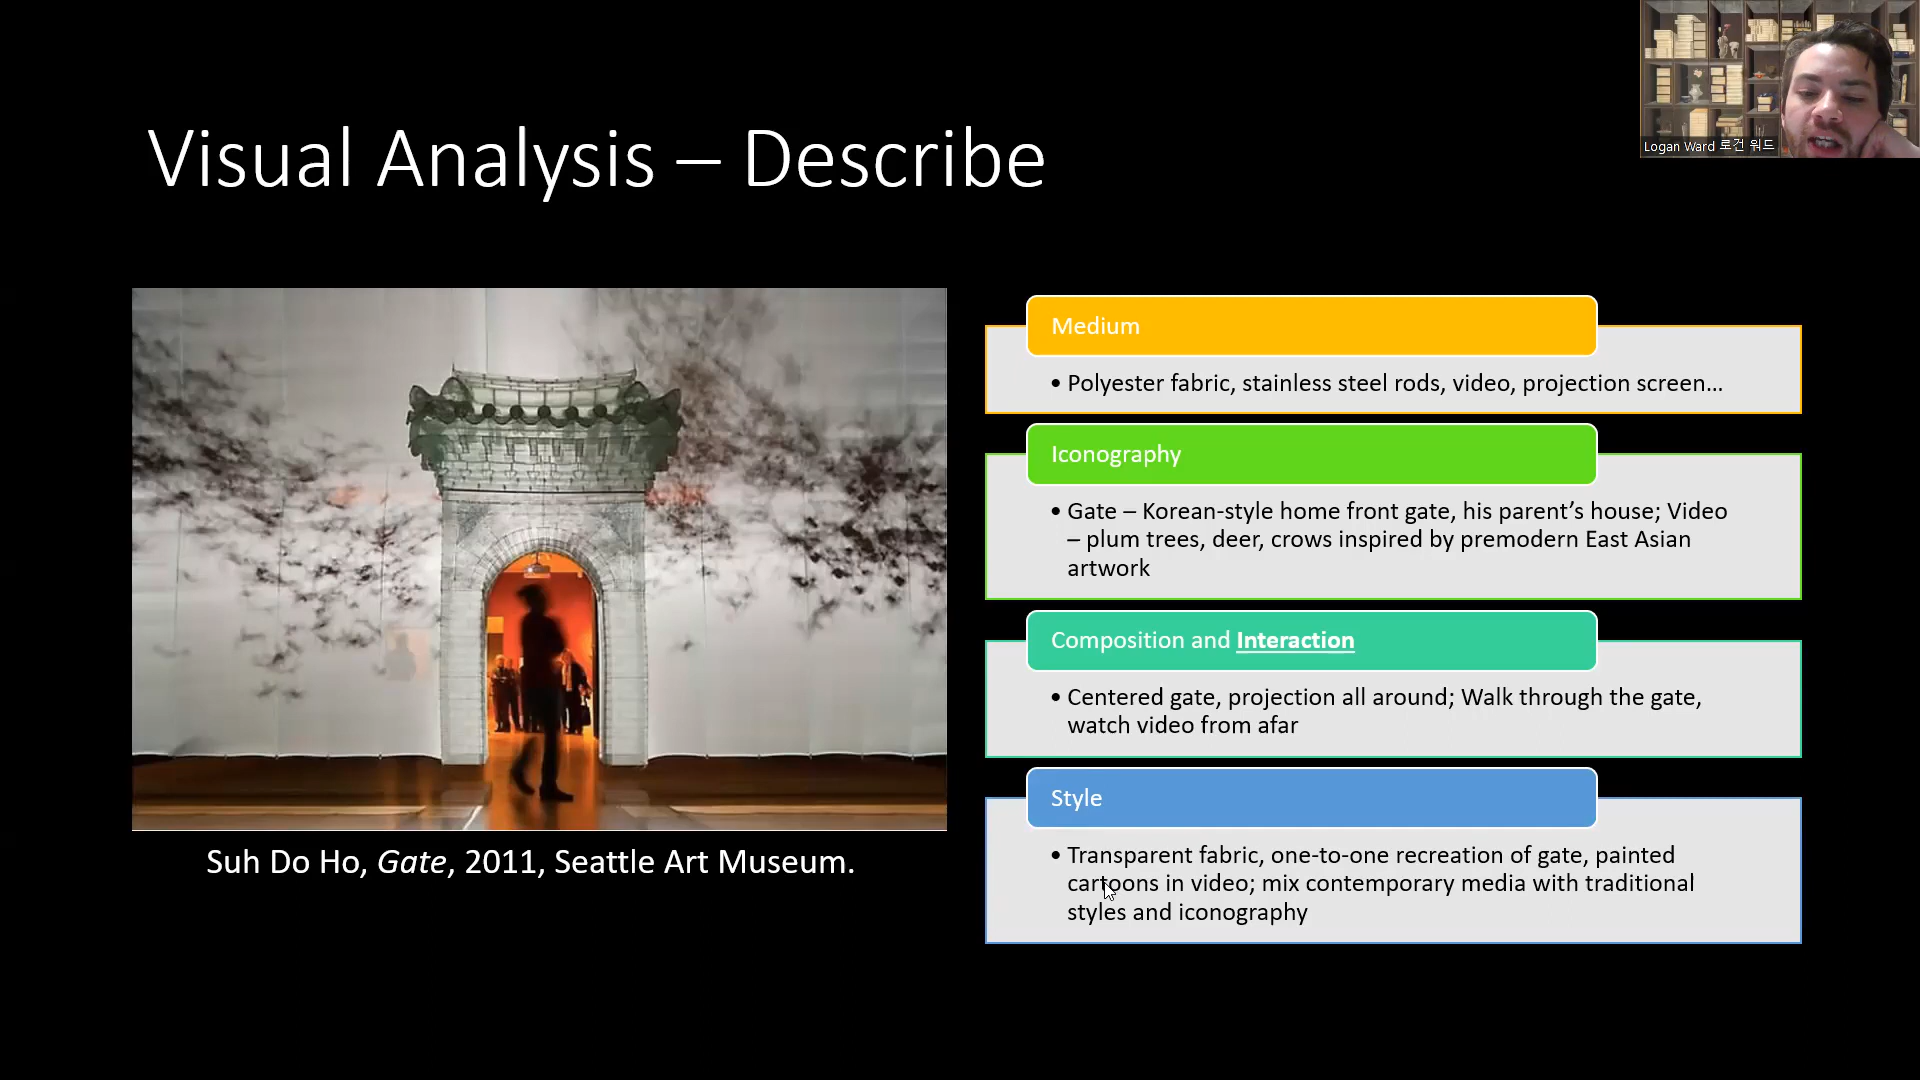 Visual Analysis – Describe
Logan Ward 로건 워드
Medium
• Polyester fabric, stainless steel rods, video, projection screen...
Iconography
• Gate – Korean-style home front gate, his parent’s house; Video
– plum trees, deer, crows inspired by premodern East Asian
artwork
Composition and Interaction
• Centered gate, projection all around; Walk through the gate,
watch video from afar
Style
• Transparent fabric, one-to-one recreation of gate, painted
cartoons in video; mix contemporary media with traditional
styles and iconography
Suh Do Ho, Gate, 2011, Seattle Art Museum.